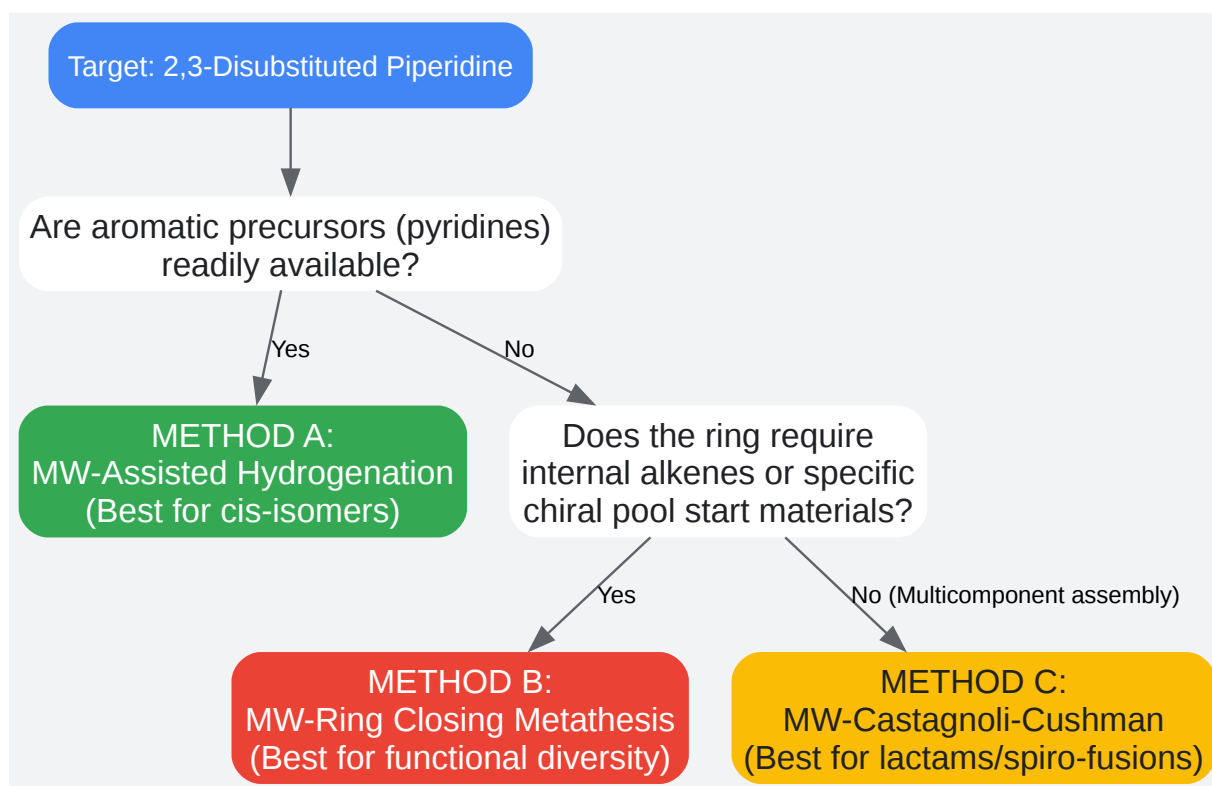 Target: 2,3-Disubstituted Piperidine
Are aromatic precursors (pyridines)
readily available?
Yes
No
METHOD A:
MW-Assisted Hydrogenation
(Best for cis-isomers)
Does the ring require
internal alkenes or specific
chiral pool start materials?
Yes
No (Multicomponent assembly)
METHOD B:
MW-Ring Closing Metathesis
(Best for functional diversity)
METHOD C:
MW-Castagnoli-Cushman
(Best for lactams/spiro-fusions)